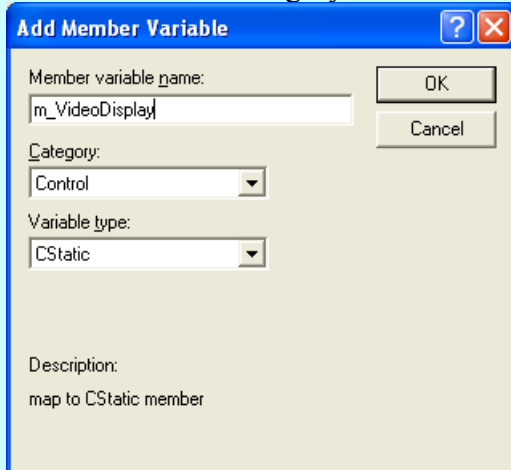 Add Member Variable
Member variable name:
OK
m_VideoDisplay
Cancel
Category:
Control
Variable type:
CStatic
Description:
map to CStatic member